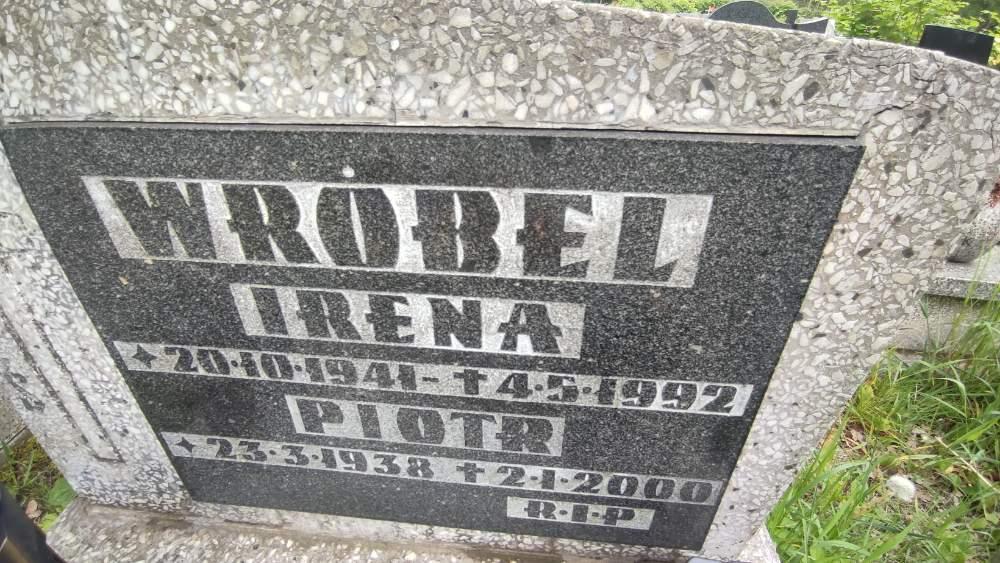 WRÓBEL
IRENA
✦20·10·1941-✝4·5·1992
PIOTR
✦23·3·1938 ✝2·1·2000
R·I·P